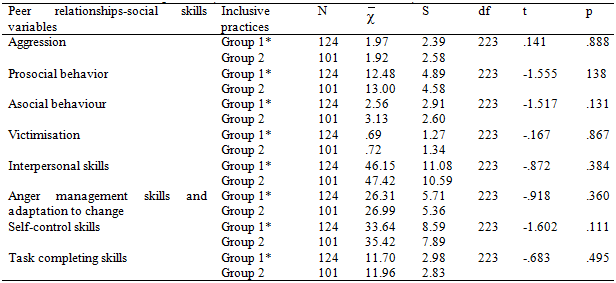 Peer relationships-social skills variables Inclusive practices N χ̅ S df t p
Aggression Group 1* 124 1.97 2.39 223 .141 .888
Group 2 101 1.92 2.58
Prosocial behavior Group 1* 124 12.48 4.89 223 -1.555 138
Group 2 101 13.00 4.58
Asocial behaviour Group 1* 124 2.56 2.91 223 -1.517 .131
Group 2 101 3.13 2.60
Victimisation Group 1* 124 .69 1.27 223 -.167 .867
Group 2 101 .72 1.34
Interpersonal skills Group 1* 124 46.15 11.08 223 -.872 .384
Group 2 101 47.42 10.59
Anger management skills and Group 1* 124 26.31 5.71 223 -.918 .360
adaptation to change Group 2 101 26.99 5.36
Self-control skills Group 1* 124 33.64 8.59 223 -1.602 .111
Group 2 101 35.42 7.89
Task completing skills Group 1* 124 11.70 2.98 223 -.683 .495
Group 2 101 11.96 2.83